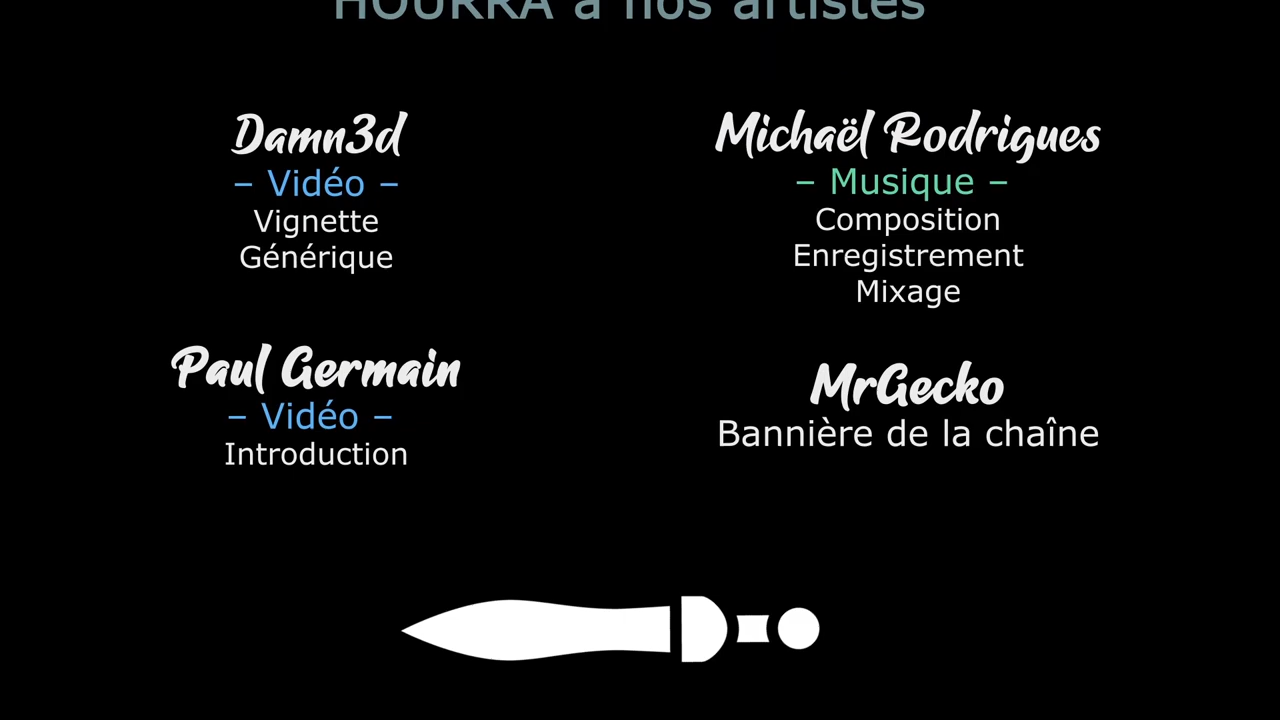 HOURRA à nos artistes
Damn3d
– Vidéo –
Vignette
Générique
Paul Germain
– Vidéo –
Introduction
Michaël Rodrigues
– Musique –
Composition
Enregistrement
Mixage
MrGecko
Bannière de la chaîne